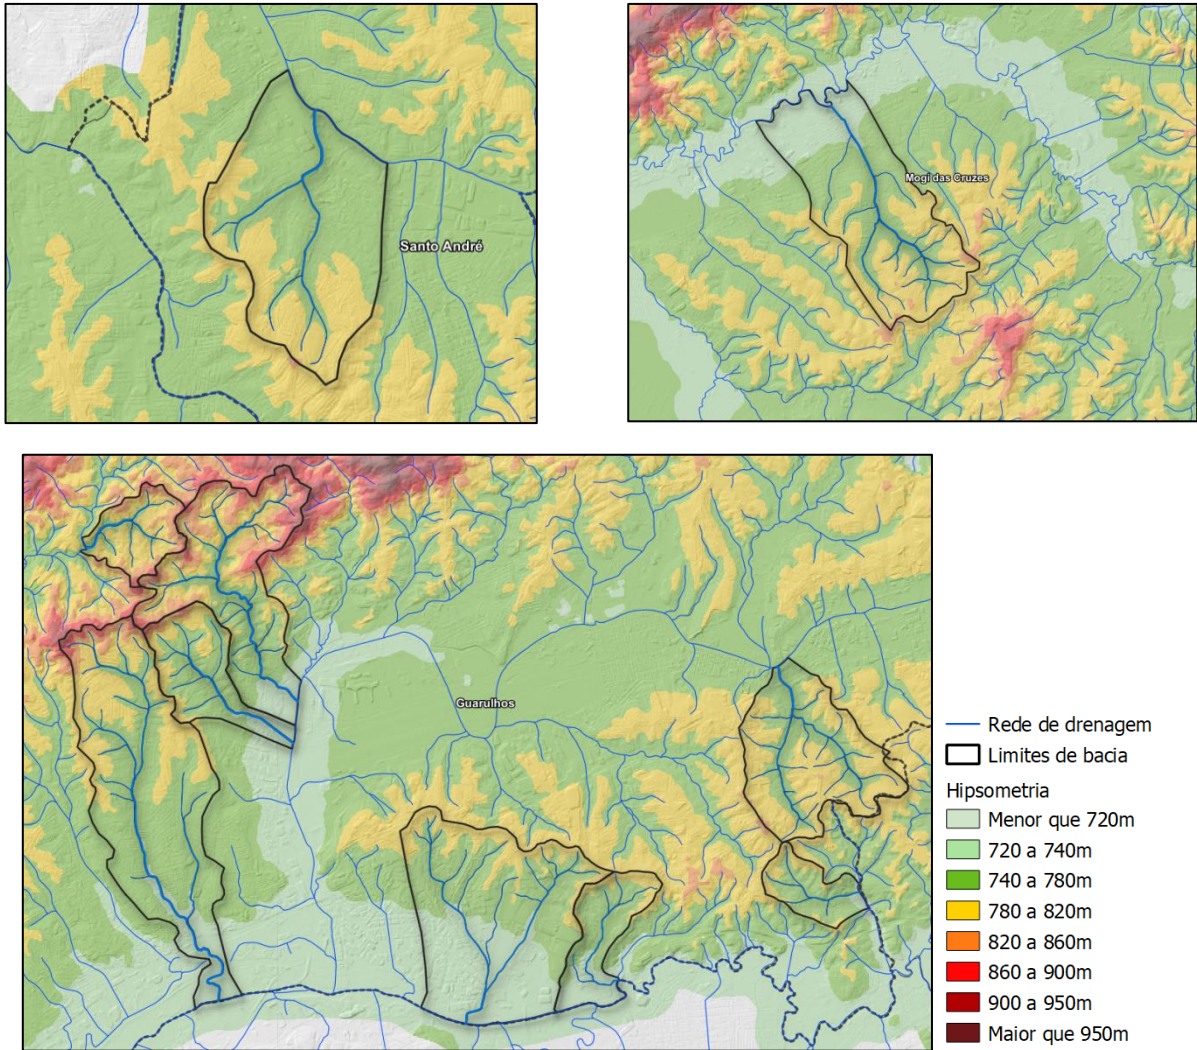 Santo André
Mogi das Cruzes
Guarulhos
Rede de drenagem
Limites de bacia
Hipsometria
Menor que 720m
720 a 740m
740 a 780m
780 a 820m
820 a 860m
860 a 900m
900 a 950m
Maior que 950m